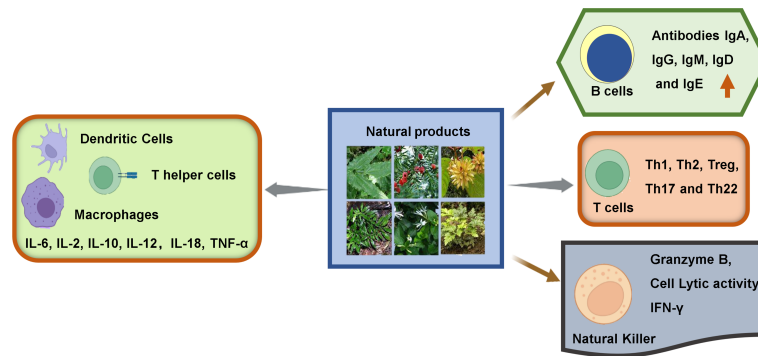 Dendritic Cells
T helper cells
Macrophages
IL-6, IL-2, IL-10, IL-12, IL-18, TNF-α
Natural products
Antibodies IgA,
IgG, IgM, IgD
and IgE
B cells
Th1, Th2, Treg,
Th17 and Th22
T cells
Granzyme B,
Cell Lytic activity
IFN-γ
Natural Killer